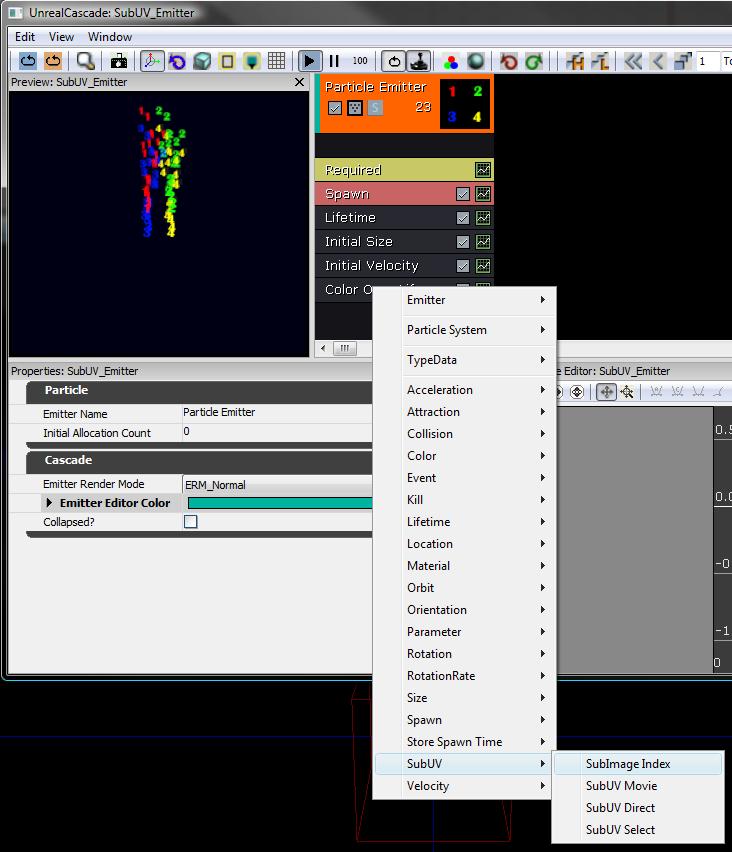 UnrealCascade: SubUV_Emitter
Edit View Window
100
1
Preview: SubUV_Emitter
Particle Emitter
S
23
1 2
3 4
Required
Spawn
Lifetime
Initial Size
Initial Velocity
Color O
Properties: SubUV_Emitter
Particle
Emitter Name Particle Emitter
Initial Allocation Count 0
Cascade
Emitter Render Mode ERM_Normal
Emitter Editor Color
Collapsed?
e Editor: SubUV_Emitter
0.5
0.0
-0
-1
0
Emitter
Particle System
TypeData
Acceleration
Attraction
Collision
Color
Event
Kill
Lifetime
Location
Material
Orbit
Orientation
Parameter
Rotation
RotationRate
Size
Spawn
Store Spawn Time
SubUV
Velocity
SubImage Index
SubUV Movie
SubUV Direct
SubUV Select